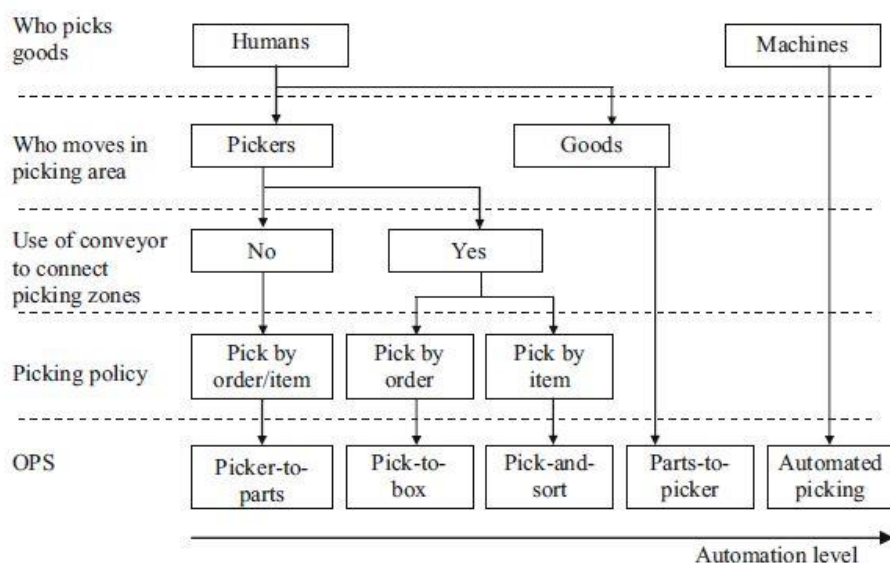 Who picks
goods
Humans
Machines
Who moves in
picking area
Pickers
Goods
Use of conveyor
to connect
picking zones
No
Yes
Picking policy
Pick by
order/item
Pick by
order
Pick by
item
OPS
Picker-to-
parts
Pick-to-
box
Pick-and-
sort
Parts-to-
picker
Automated
picking
Automation level